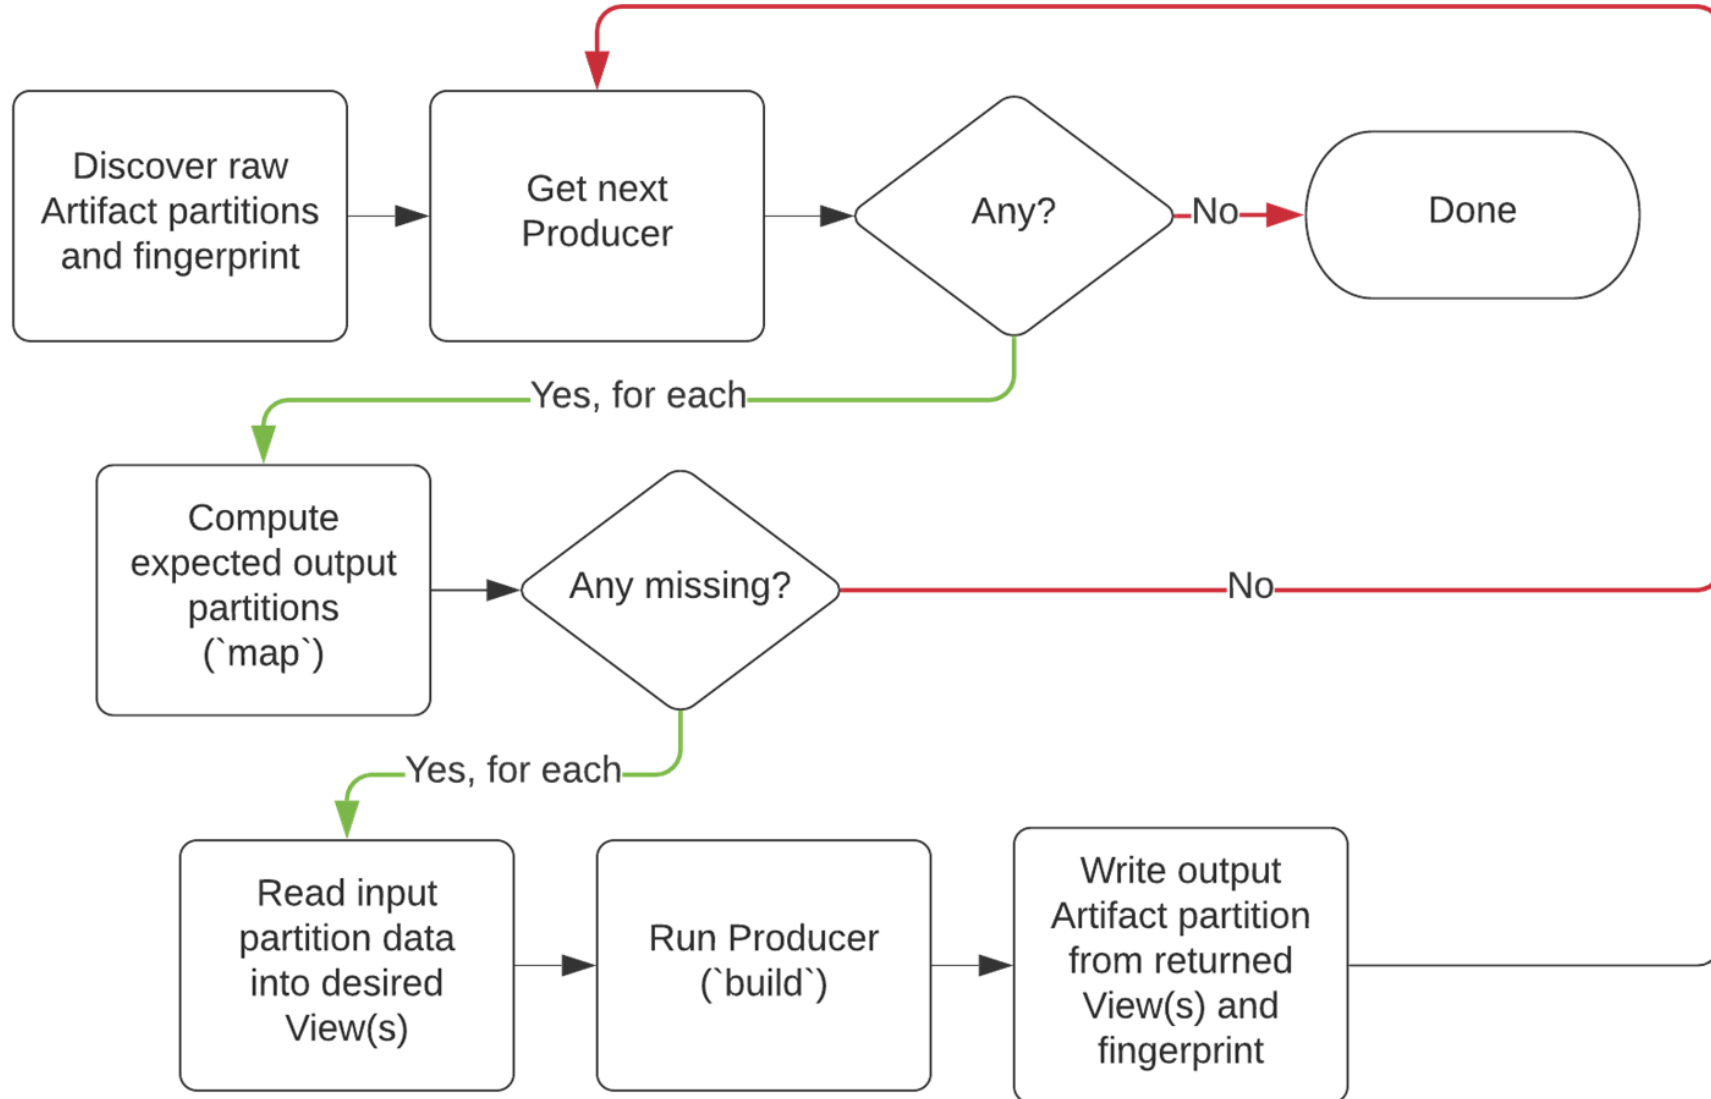 Discover raw
Artifact partitions
and fingerprint
Get next
Producer
Any?
No
Done
Yes, for each
Compute
expected output
partitions
(`map`)
Any missing?
No
Yes, for each
Read input
partition data
into desired
View(s)
Run Producer
(`build`)
Write output
Artifact partition
from returned
View(s) and
fingerprint